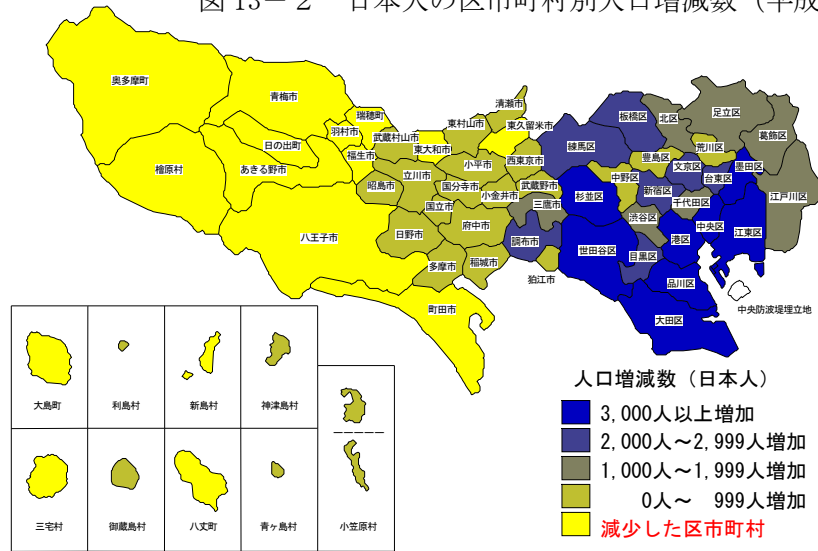 図 13－2　日本人の区市町村別人口増減数（平成
奥多摩町
青梅市
瑞穂町
羽村市
日の出町
檜原村
あきる野市
福生市
武蔵村山市
東大和市
東村山市
清瀬市
東久留米市
昭島市
立川市
小平市
西東京市
国分寺市
小金井市
武蔵野市
国立市
三鷹市
八王子市
日野市
府中市
調布市
多摩市
稲城市
狛江市
町田市
板橋区
北区
足立区
練馬区
豊島区
荒川区
葛飾区
文京区
台東区
墨田区
中野区
新宿区
千代田区
江戸川区
杉並区
渋谷区
中央区
江東区
港区
世田谷区
目黒区
品川区
大田区
中央防波堤埋立地
大島町
利島村
新島村
神津島村
三宅村
御蔵島村
八丈町
青ヶ島村
小笠原村
人口増減数（日本人）
3,000人以上増加
2,000人～2,999人増加
1,000人～1,999人増加
0人～　999人増加
減少した区市町村